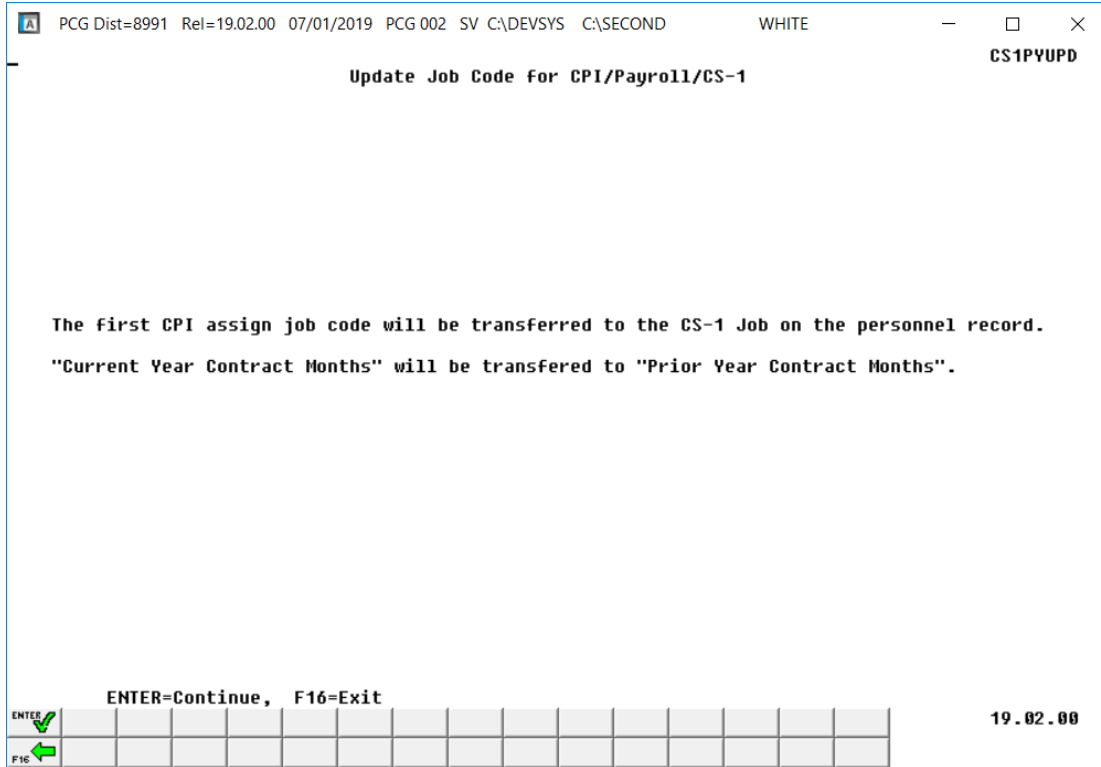 PCG Dist=8991 Rel=19.02.00 07/01/2019 PCG 002 SV C:\DEVSYS C:\SECOND WHITE
CS1PYUPD
Update Job Code for CPI/Payroll/CS-1
The first CPI assign job code will be transferred to the CS-1 Job on the personnel record.
"Current Year Contract Months" will be transfered to "Prior Year Contract Months".
ENTER=Continue, F16=Exit
ENTER
19.02.00
F16